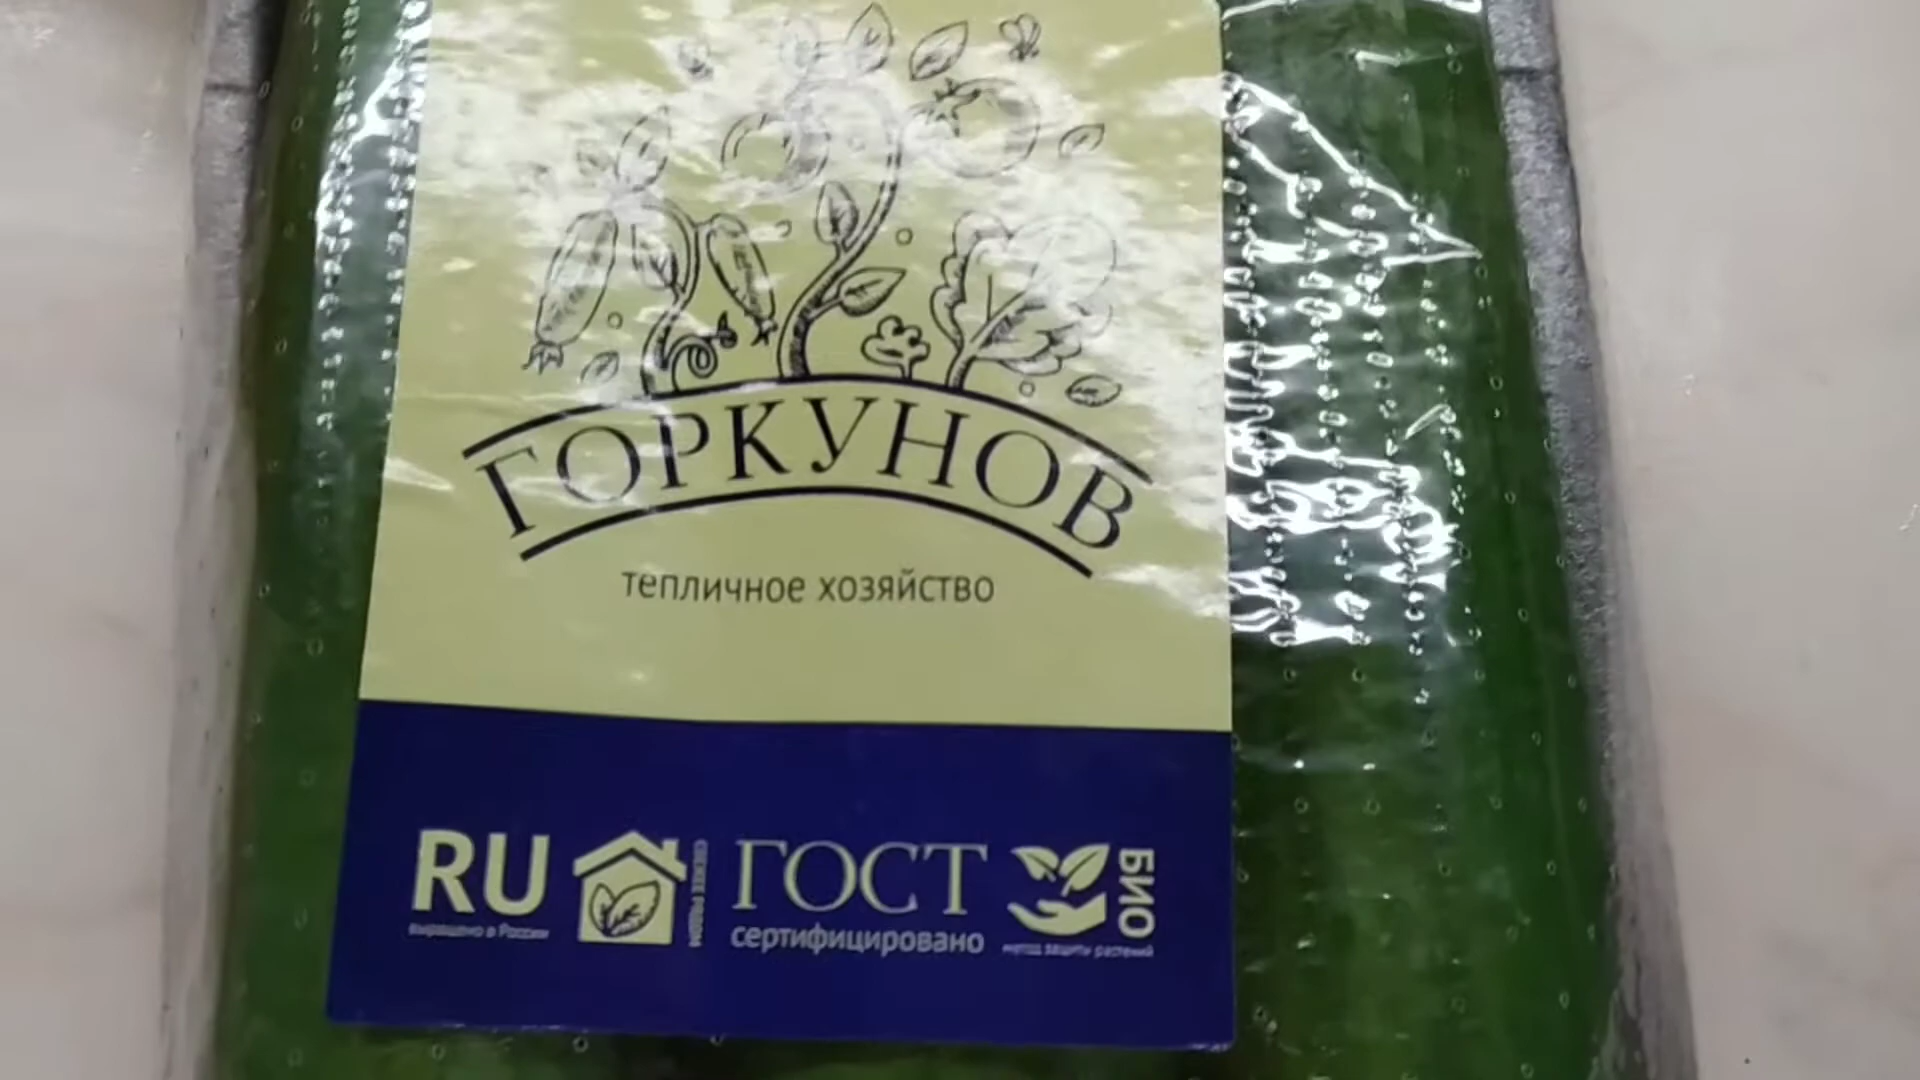 ГОРКУНОВ
тепличное хозяйство
RU
выращено в России
ГОСТ
сертифицировано
БИО
метод защиты растений